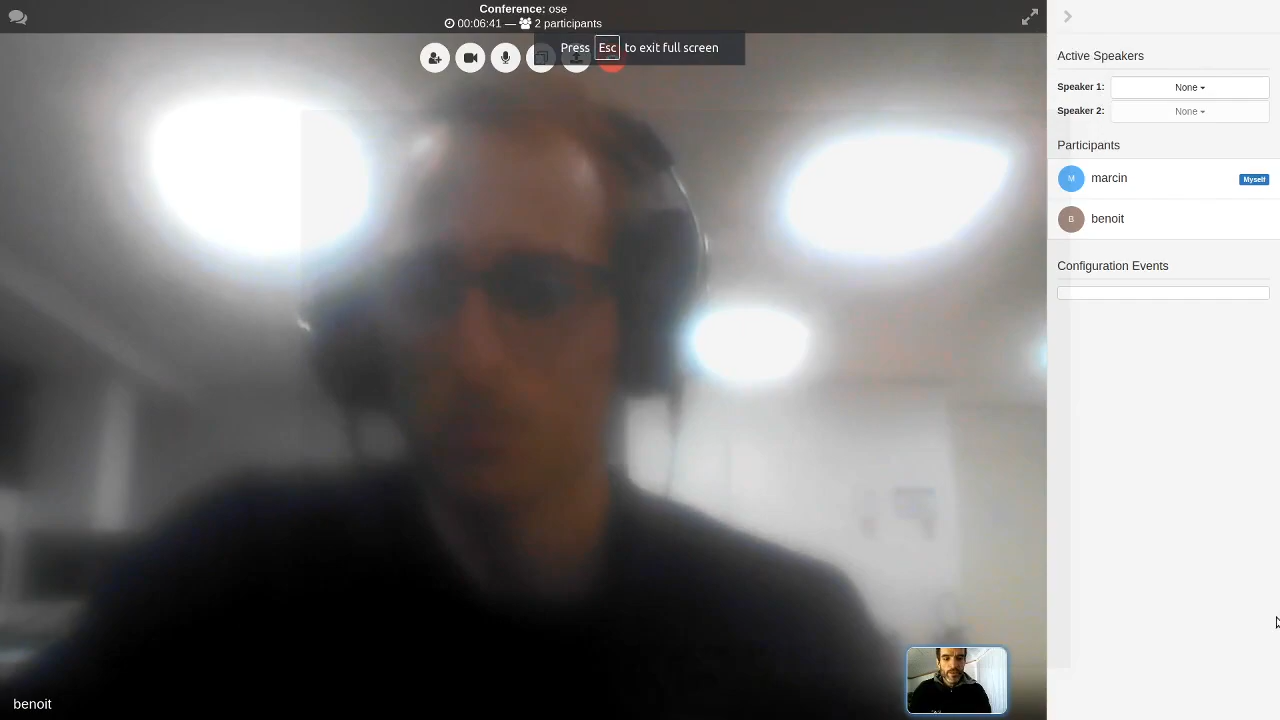 Conference: ose
00:06:41 — 2 participants
Press Esc to exit full screen
Active Speakers
Speaker 1: None
Speaker 2: None
Participants
M marcin Myself
B benoit
Configuration Events
benoit